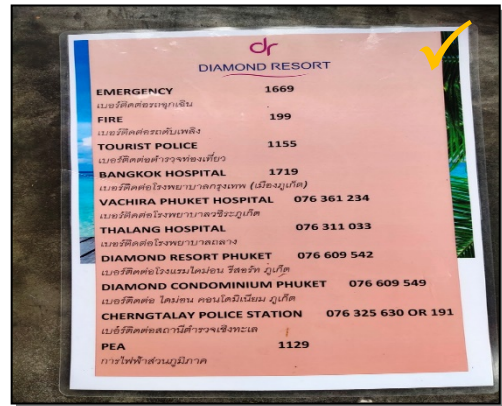 dr
DIAMOND RESORT
EMERGENCY 1669
เบอร์ติดต่อรถฉุกเฉิน
FIRE 199
เบอร์ติดต่อรถดับเพลิง
TOURIST POLICE 1155
เบอร์ติดต่อตำรวจท่องเที่ยว
BANGKOK HOSPITAL 1719
เบอร์ติดต่อโรงพยาบาลกรุงเทพ (เมืองภูเก็ต)
VACHIRA PHUKET HOSPITAL 076 361 234
เบอร์ติดต่อโรงพยาบาลวชิระภูเก็ต
THALANG HOSPITAL 076 311 033
เบอร์ติดต่อโรงพยาบาลถลาง
DIAMOND RESORT PHUKET 076 609 542
เบอร์ติดต่อโรงแรมไดม่อน รีสอร์ท ภูเก็ต
DIAMOND CONDOMINIUM PHUKET 076 609 549
เบอร์ติดต่อ ไดม่อน คอนโดมิเนียม ภูเก็ต
CHERNGTALAY POLICE STATION 076 325 630 OR 191
เบอร์ติดต่อสถานีตำรวจเชิงทะเล
PEA 1129
การไฟฟ้าส่วนภูมิภาค